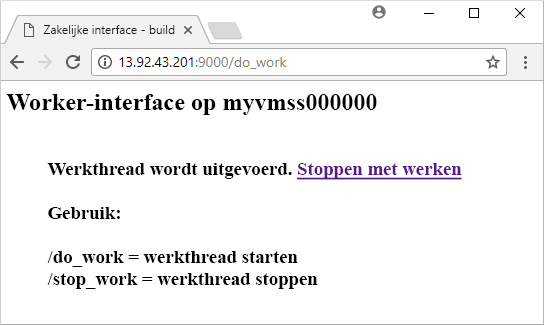 Zakelijke interface - build
13.92.43.201:9000/do_work
Worker-interface op myvmss000000
Werkthread wordt uitgevoerd. Stoppen met werken
Gebruik:
/do_work = werkthread starten
/stop_work = werkthread stoppen